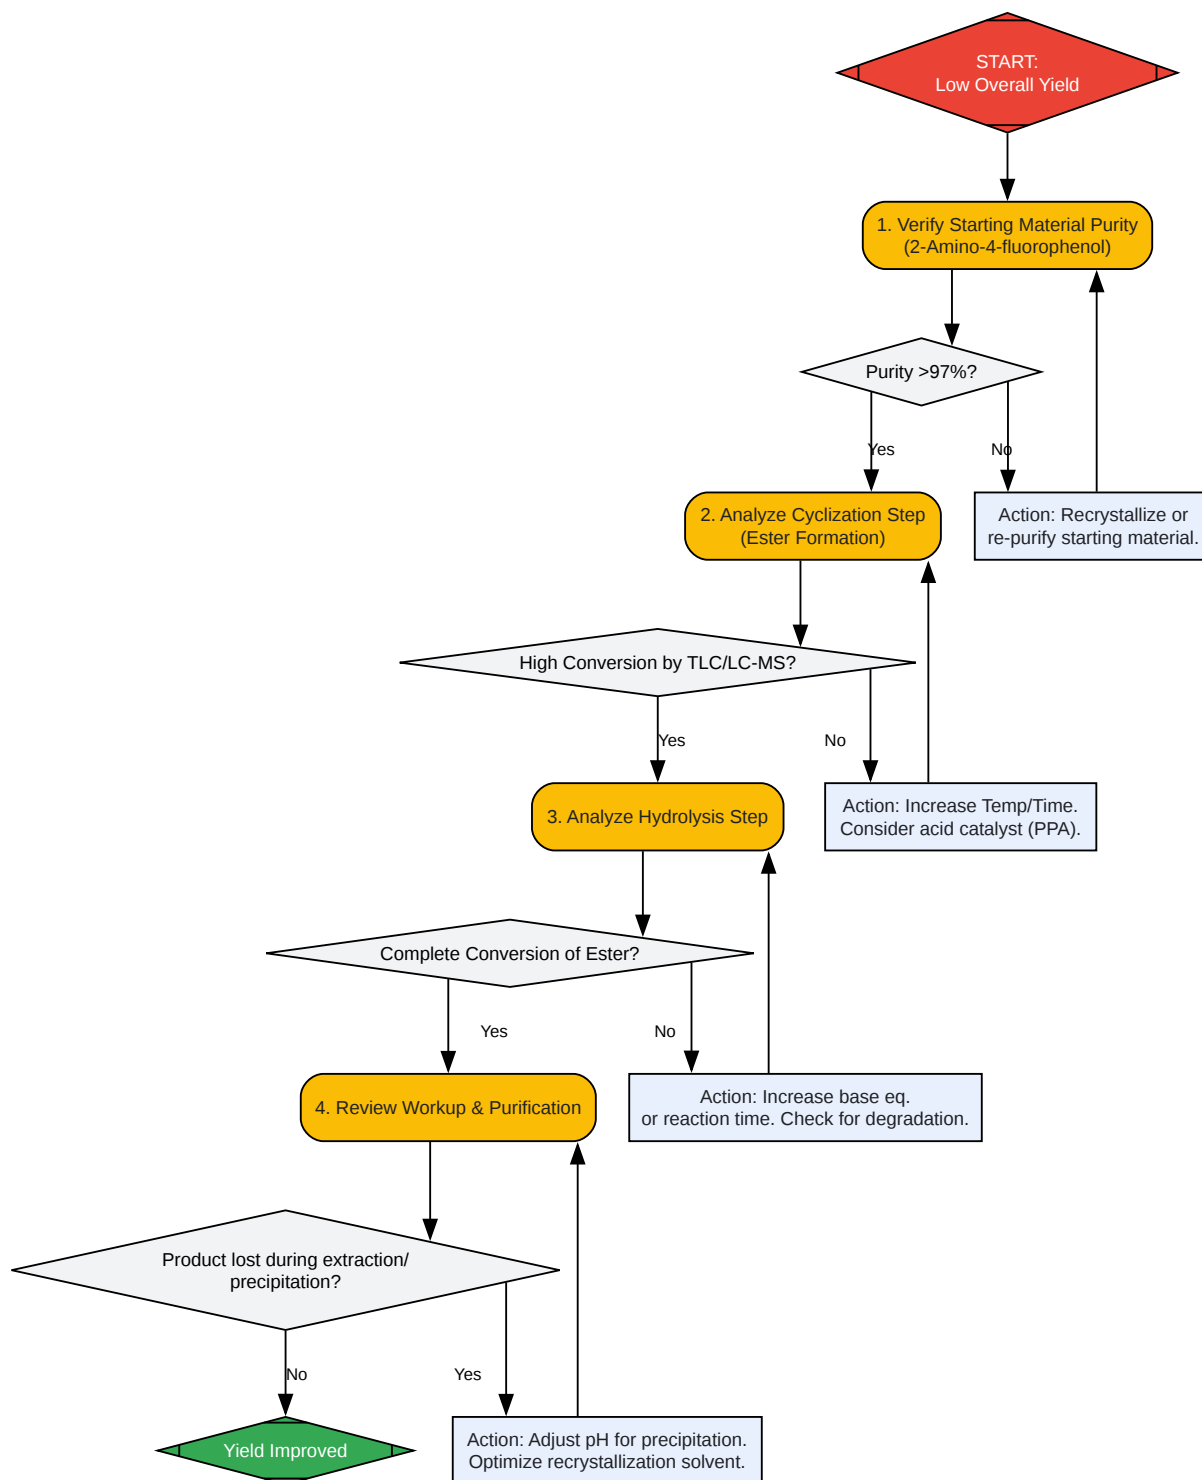 START:
Low Overall Yield
1. Verify Starting Material Purity
(2-Amino-4-fluorophenol)
Purity >97%?
Yes
No
2. Analyze Cyclization Step
(Ester Formation)
Action: Recrystallize or
re-purify starting material.
High Conversion by TLC/LC-MS?
Yes
No
3. Analyze Hydrolysis Step
Action: Increase Temp/Time.
Consider acid catalyst (PPA).
Complete Conversion of Ester?
Yes
No
4. Review Workup & Purification
Action: Increase base eq.
or reaction time. Check for degradation.
Product lost during extraction/
precipitation?
No
Yes
Yield Improved
Action: Adjust pH for precipitation.
Optimize recrystallization solvent.